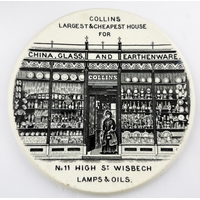 COLLINS
LARGEST & CHEAPEST HOUSE
FOR
CHINA, GLASS, AND EARTHENWARE.
COLLINS
No 11 HIGH ST WISBECH
LAMPS & OILS.